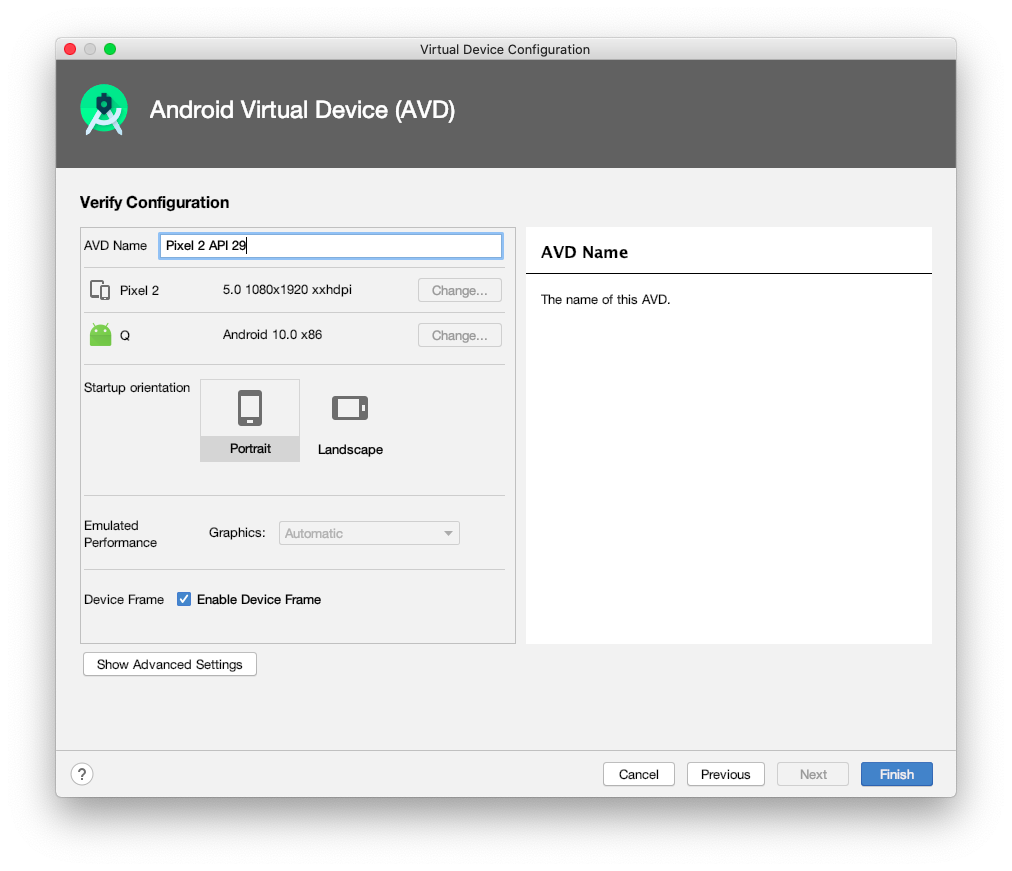 Virtual Device Configuration
Android Virtual Device (AVD)
Verify Configuration
AVD Name Pixel 2 API 29
Pixel 2 5.0 1080x1920 xxhdpi Change...
Q Android 10.0 x86 Change...
Startup orientation
Portrait Landscape
Emulated
Performance
Graphics: Automatic
Device Frame Enable Device Frame
Show Advanced Settings
AVD Name
The name of this AVD.
? Cancel Previous Next Finish